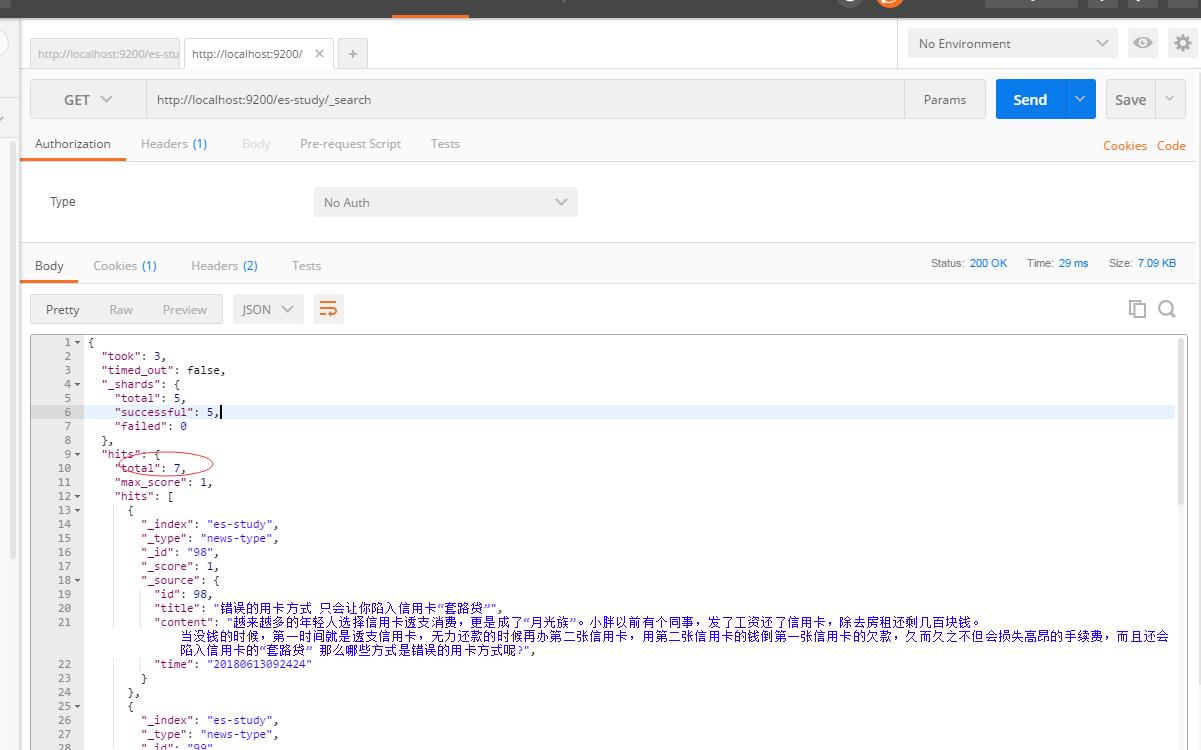 http://localhost:9200/es-stu
http://localhost:9200/
No Environment
GET
http://localhost:9200/es-study/_search
Params
Send
Save
Authorization
Headers (1)
Body
Pre-request Script
Tests
Cookies
Code
Type
No Auth
Body
Cookies (1)
Headers (2)
Tests
Status: 200 OK
Time: 29 ms
Size: 7.09 KB
Pretty
Raw
Preview
JSON
1 {
2 "took": 3,
3 "timed_out": false,
4 "_shards": {
5 "total": 5,
6 "successful": 5,
7 "failed": 0
8 },
9 "hits": {
10 "total": 7,
11 "max_score": 1,
12 "hits": [
13 {
14 "_index": "es-study",
15 "_type": "news-type",
16 "_id": "98",
17 "_score": 1,
18 "_source": {
19 "id": 98,
20 "title": "错误的用卡方式 只会让你陷入信用卡“套路贷”",
21 "content": "越来越多的年轻人选择信用卡透支消费，更是成了“月光族”。小胖以前有个同事，发了工资还了信用卡，除去房租还剩几百块钱。
当没钱的时候，第一时间就是透支信用卡，无力还款的时候再办第二张信用卡，用第二张信用卡的钱倒第一张信用卡的欠款，久而久之不但会损失高昂的手续费，而且还会
陷入信用卡的“套路贷” 那么哪些方式是错误的用卡方式呢?",
22 "time": "20180613092424"
23 }
24 },
25 {
26 "_index": "es-study",
27 "_type": "news-type",
28 "_id": "99",